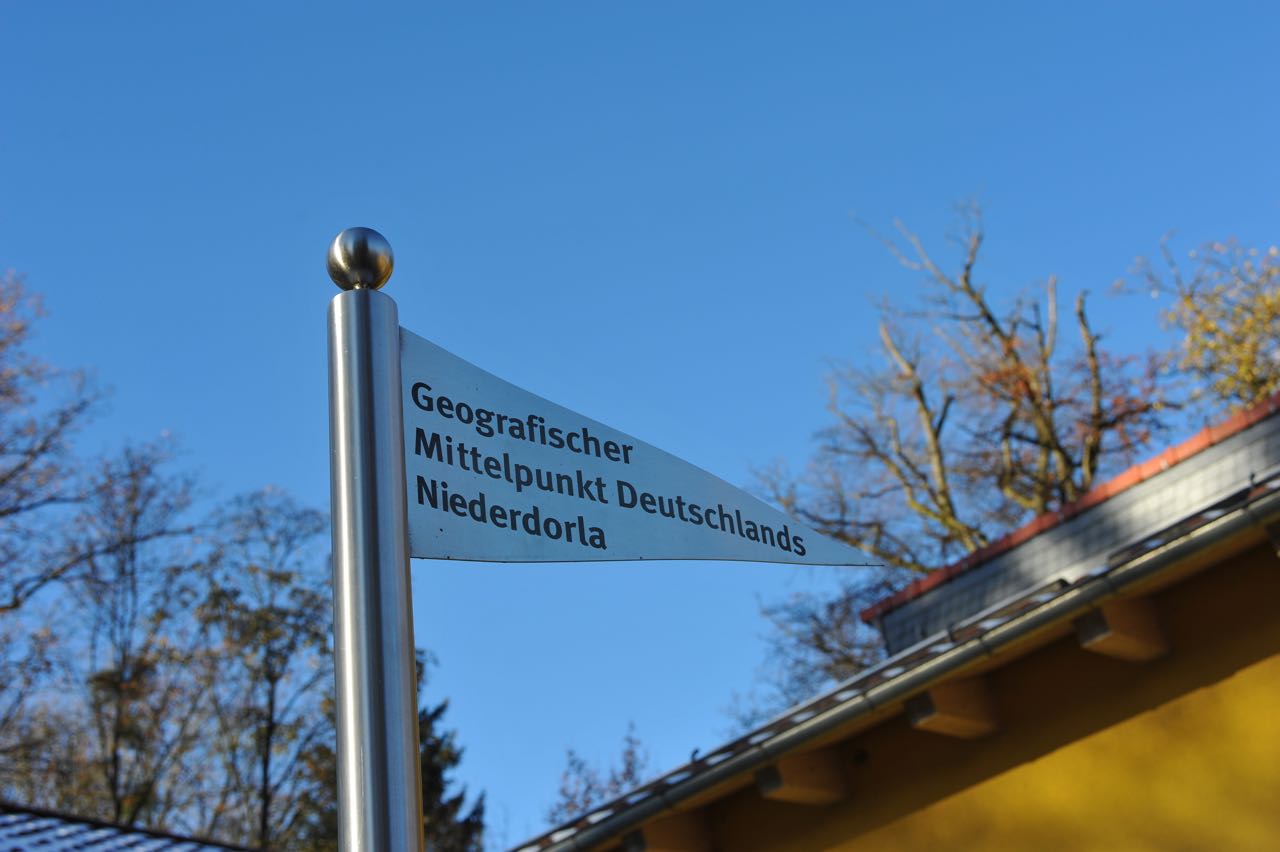 Geografischer
Mittelpunkt Deutschlands
Niederdorla